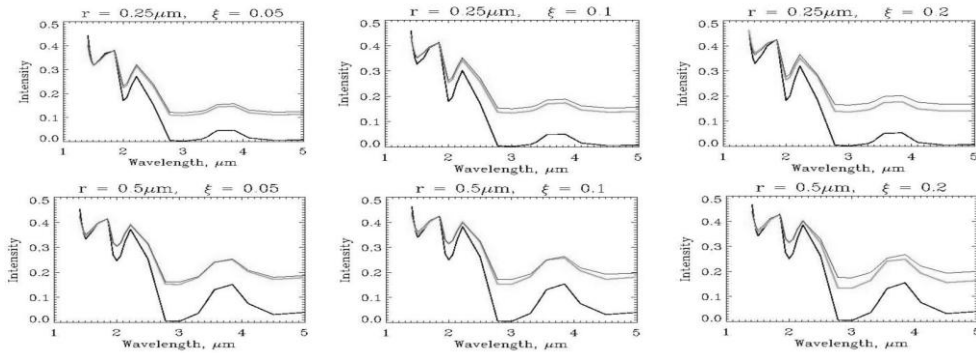 r = 0.25μm, ξ = 0.05
r = 0.25μm, ξ = 0.1
r = 0.25μm, ξ = 0.2
Intensity
0.5
0.4
0.3
0.2
0.1
0.0
1 2 3 4 5
Wavelength, μm
Intensity
0.5
0.4
0.3
0.2
0.1
0.0
1 2 3 4 5
Wavelength, μm
Intensity
0.5
0.4
0.3
0.2
0.1
0.0
1 2 3 4 5
Wavelength, μm
r = 0.5μm, ξ = 0.05
r = 0.5μm, ξ = 0.1
r = 0.5μm, ξ = 0.2
Intensity
0.5
0.4
0.3
0.2
0.1
0.0
1 2 3 4 5
Wavelength, μm
Intensity
0.5
0.4
0.3
0.2
0.1
0.0
1 2 3 4 5
Wavelength, μm
Intensity
0.5
0.4
0.3
0.2
0.1
0.0
1 2 3 4 5
Wavelength, μm